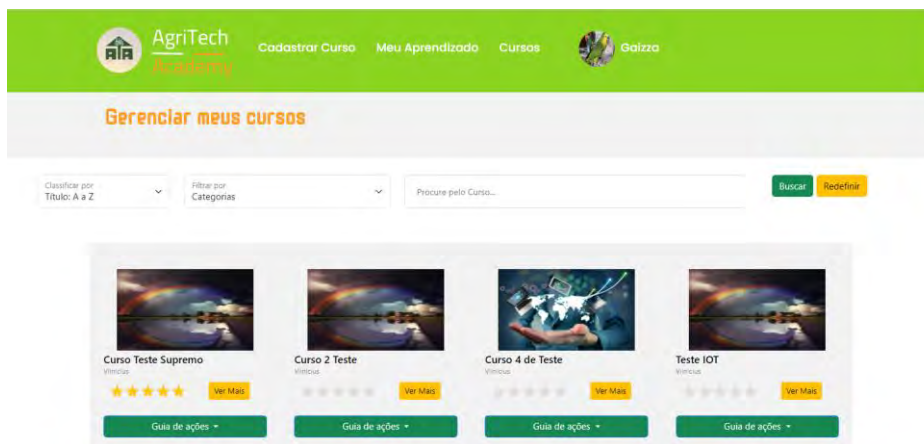 AgriTech
Academy
Cadastrar Curso Meu Aprendizado Cursos Gaizza
Gerenciar meus cursos
Classificar por
Título: A a Z
Filtrar por
Categorias
Procure pelo Curso...
Buscar Redefinir
Curso Teste Supremo
Vinicius
Ver Mais
Guia de ações
Curso 2 Teste
Vinicius
Ver Mais
Guia de ações
Curso 4 de Teste
Vinicius
Ver Mais
Guia de ações
Teste IOT
Vinicius
Ver Mais
Guia de ações